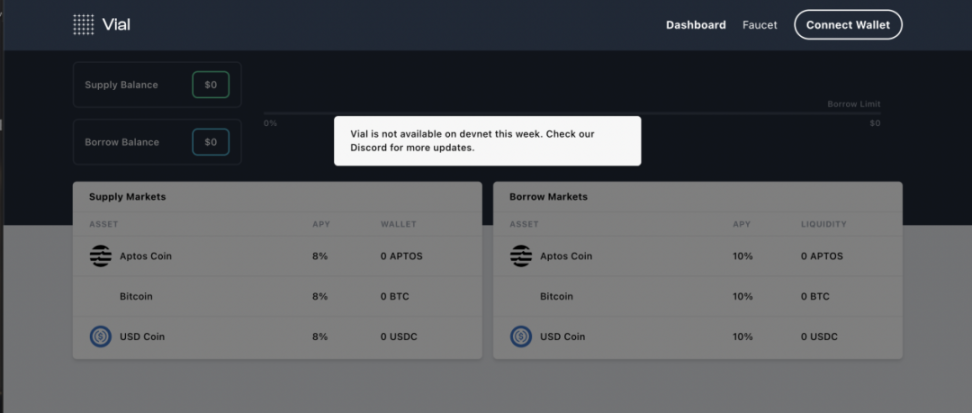 Vial
Dashboard Faucet Connect Wallet
Supply Balance $0
Borrow Limit
0% $0
Vial is not available on devnet this week. Check our
Discord for more updates.
Borrow Balance $0
Supply Markets
ASSET APY WALLET
Aptos Coin 8% 0 APTOS
Bitcoin 8% 0 BTC
USD Coin 8% 0 USDC
Borrow Markets
ASSET APY LIQUIDITY
Aptos Coin 10% 0 APTOS
Bitcoin 10% 0 BTC
USD Coin 10% 0 USDC